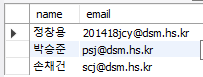 name email
정창용 201418jcy@dsm.hs.kr
박승준 psj@dsm.hs.kr
손채건 scj@dsm.hs.kr